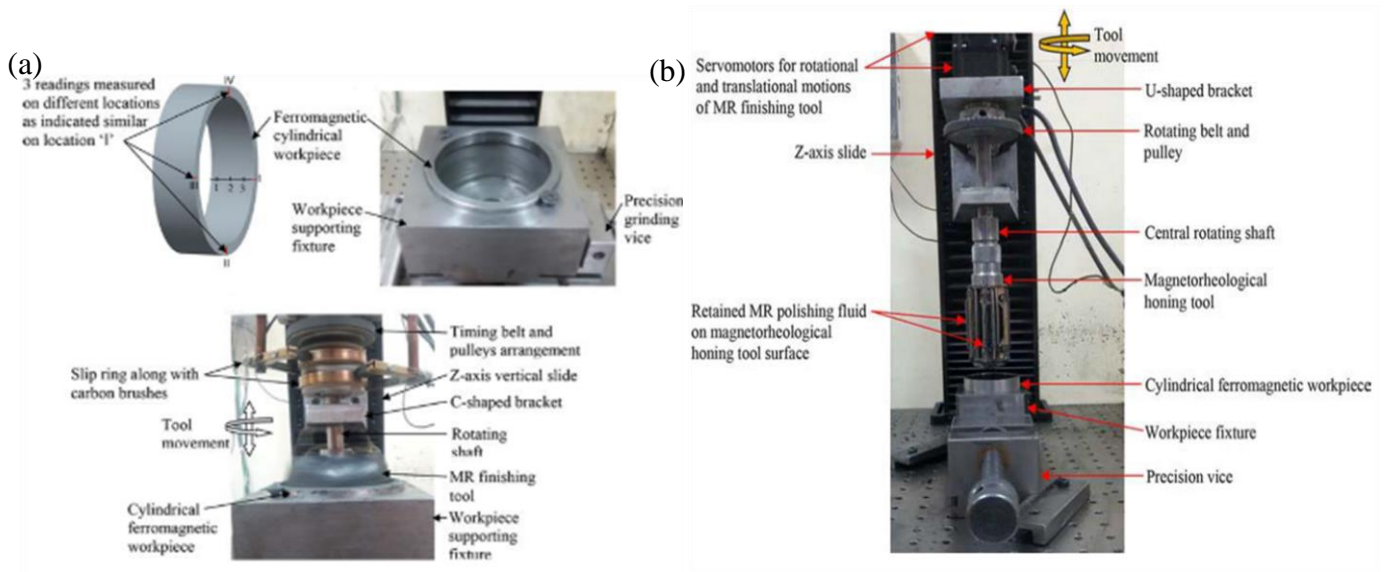 (a)
3 readings measured
on different locations
as indicated similar
on location 'I'
IV
III
1 2 3
I
II
Ferromagnetic
cylindrical
workpiece
Workpiece
supporting
fixture
Precision
grinding
vice
Slip ring along with
carbon brushes
Tool
movement
Cylindrical
ferromagnetic
workpiece
Timing belt and
pulleys arrangement
Z-axis vertical slide
C-shaped bracket
Rotating
shaft
MR finishing
tool
Workpiece
supporting
fixture
(b)
Servomotors for rotational
and translational motions
of MR finishing tool
Z-axis slide
Retained MR polishing fluid
on magnetorheological
honing tool surface
Tool
movement
U-shaped bracket
Rotating belt and
pulley
Central rotating shaft
Magnetorheological
honing tool
Cylindrical ferromagnetic workpiece
Workpiece fixture
Precision vice